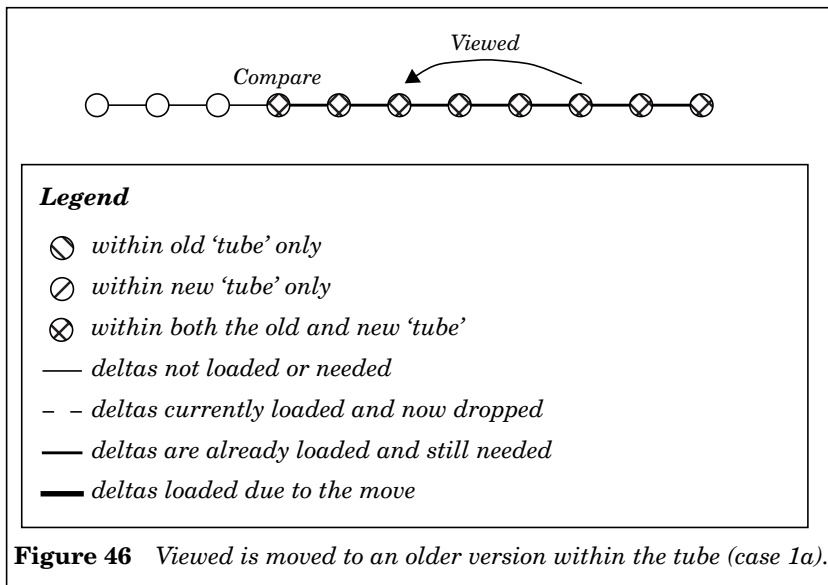 Viewed
Compare
Legend
within old ‘tube’ only
within new ‘tube’ only
within both the old and new ‘tube’
deltas not loaded or needed
deltas currently loaded and now dropped
deltas are already loaded and still needed
deltas loaded due to the move
Figure 46 Viewed is moved to an older version within the tube (case 1a).